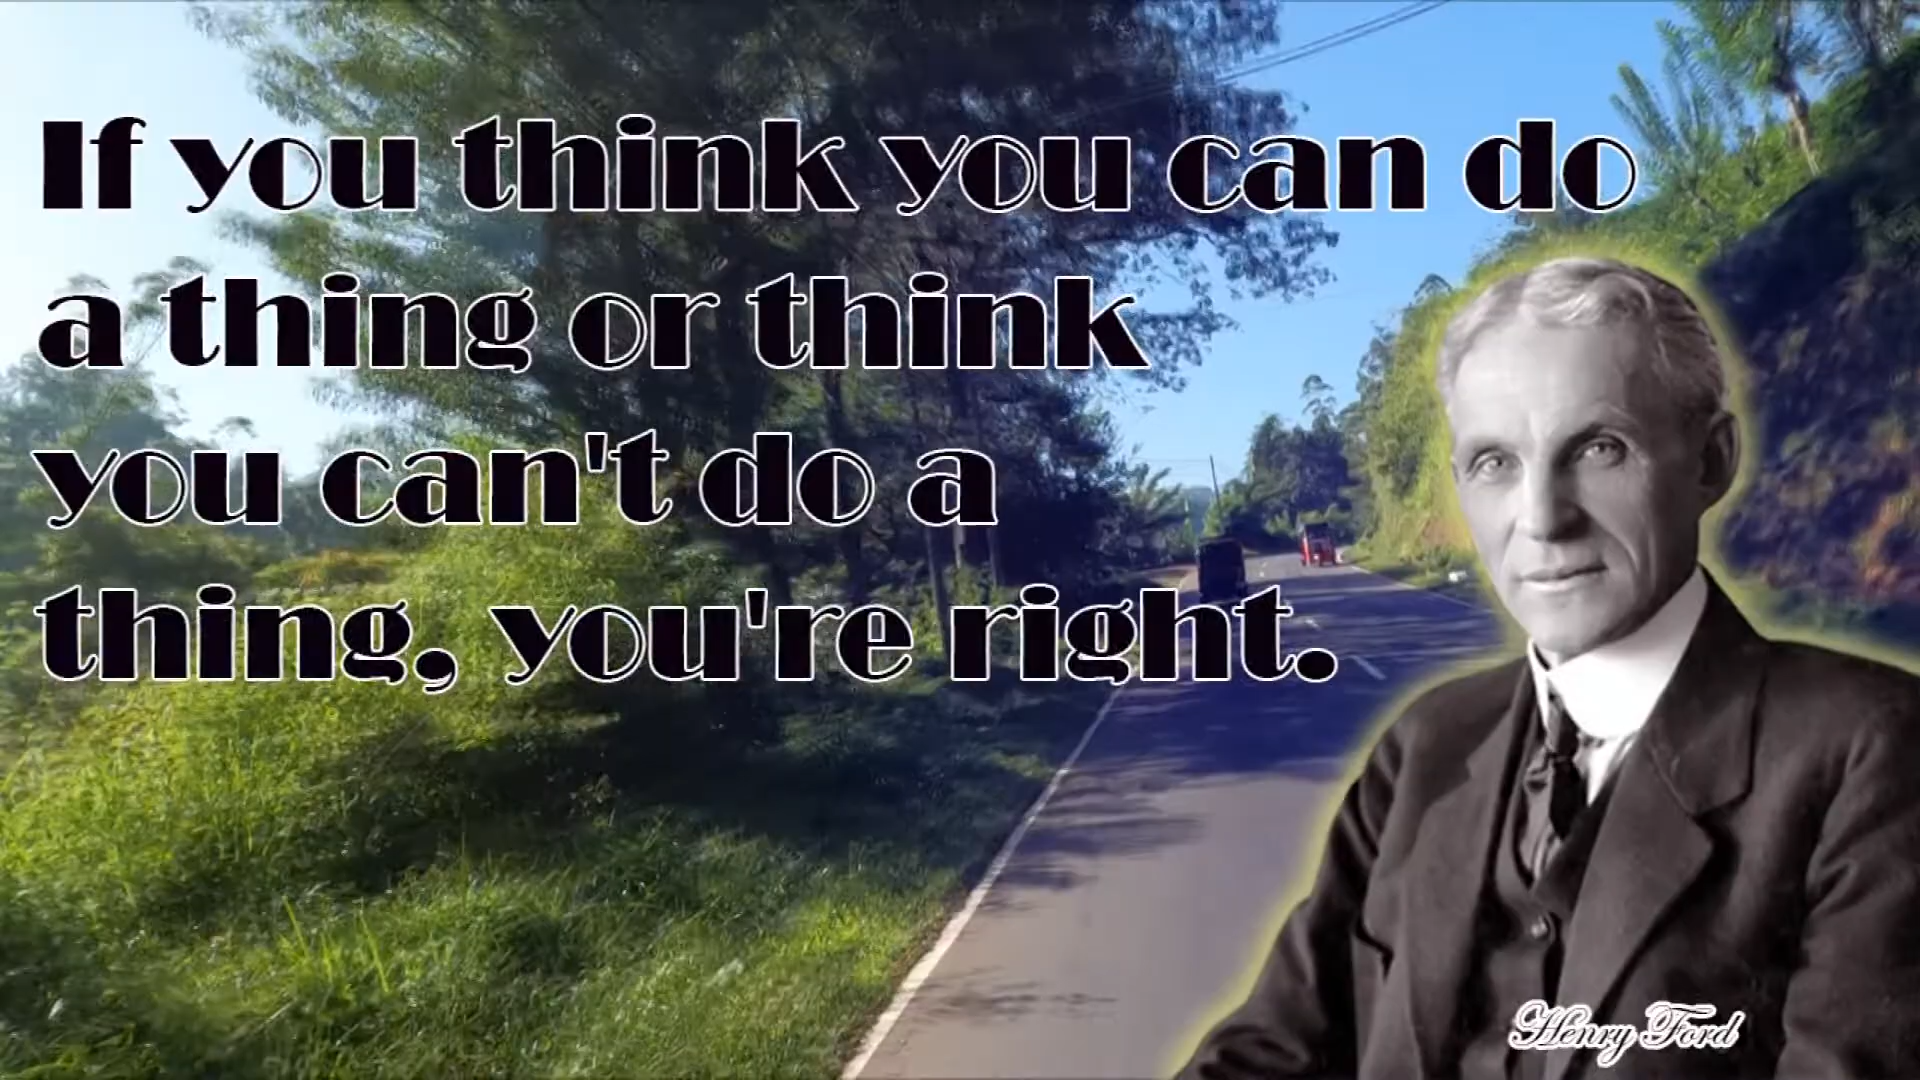 If you think you can do
a thing or think
you can't do a
thing, you're right.
Henry Ford